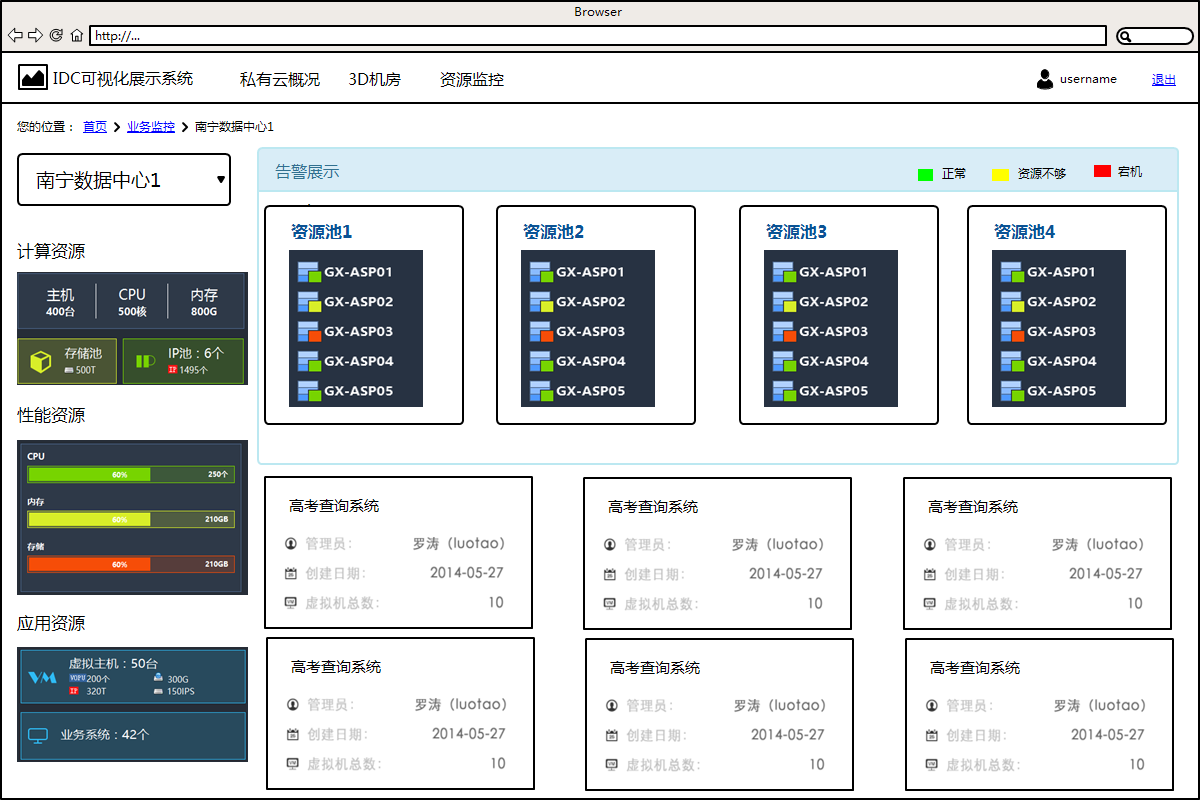 Browser
http://...
IDC可视化展示系统 私有云概况 3D机房 资源监控 username 退出
您的位置： 首页 业务监控 南宁数据中心1
南宁数据中心1
计算资源
主机 CPU 内存
400台 500核 800G
存储池 IP池：6个
500T IP 1495个
性能资源
CPU
60% 250个
内存
60% 210GB
存储
60% 210GB
应用资源
VM 虚拟主机：50台
VCPU 200个 300G
IP 320T 150IPS
业务系统：42个
告警展示 正常 资源不够 宕机
资源池1
GX-ASP01
GX-ASP02
GX-ASP03
GX-ASP04
GX-ASP05
资源池2
GX-ASP01
GX-ASP02
GX-ASP03
GX-ASP04
GX-ASP05
资源池3
GX-ASP01
GX-ASP02
GX-ASP03
GX-ASP04
GX-ASP05
资源池4
GX-ASP01
GX-ASP02
GX-ASP03
GX-ASP04
GX-ASP05
高考查询系统
管理员： 罗涛（luotao）
创建日期： 2014-05-27
虚拟机总数： 10
高考查询系统
管理员： 罗涛（luotao）
创建日期： 2014-05-27
虚拟机总数： 10
高考查询系统
管理员： 罗涛（luotao）
创建日期： 2014-05-27
虚拟机总数： 10
高考查询系统
管理员： 罗涛（luotao）
创建日期： 2014-05-27
虚拟机总数： 10
高考查询系统
管理员： 罗涛（luotao）
创建日期： 2014-05-27
虚拟机总数： 10
高考查询系统
管理员： 罗涛（luotao）
创建日期： 2014-05-27
虚拟机总数： 10